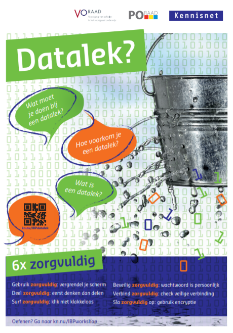 VO RAAD
PO RAAD
Kennisnet
Datalek?
Wat moet
je doen bij
een datalek?
Hoe voorkom je
een datalek?
Wat is
een datalek?
6x zorgvuldig
Gebruik zorgvuldig: vergrendel je scherm
Deel zorgvuldig: eerst denken dan delen
Surf zorgvuldig: klik niet klakkeloos
Beveilig zorgvuldig: wachtwoord is persoonlijk
Verbind zorgvuldig: check veilige verbinding
Sla zorgvuldig op: gebruik encryptie
Oefenen? Ga naar kn.nu/IBPworkshop